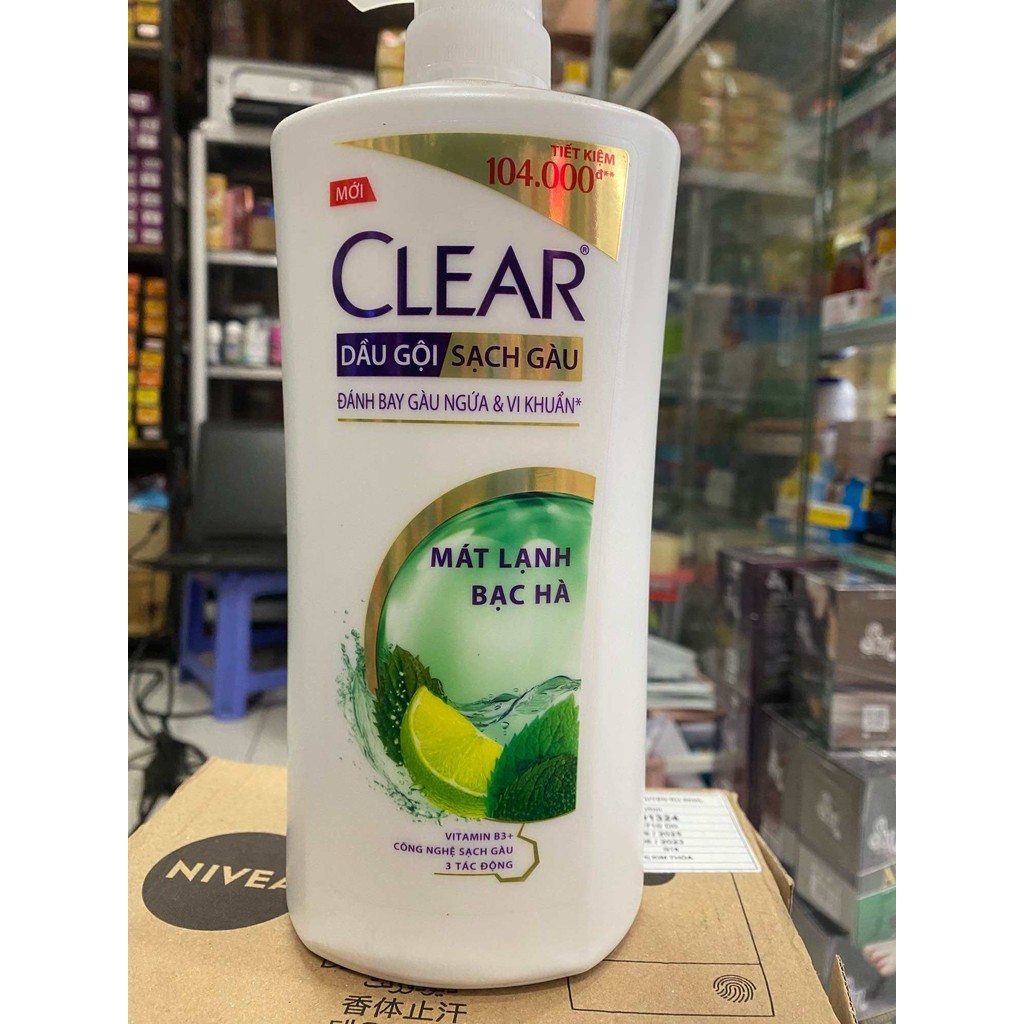 TIẾT KIỆM
104.000đ**
MỚI
CLEAR®
DẦU GỘI SẠCH GÀU
ĐÁNH BAY GÀU NGỨA & VI KHUẨN*
MÁT LẠNH
BẠC HÀ
VITAMIN B3+
CÔNG NGHỆ SẠCH GÀU
3 TÁC ĐỘNG
NIVEA
香体止汗